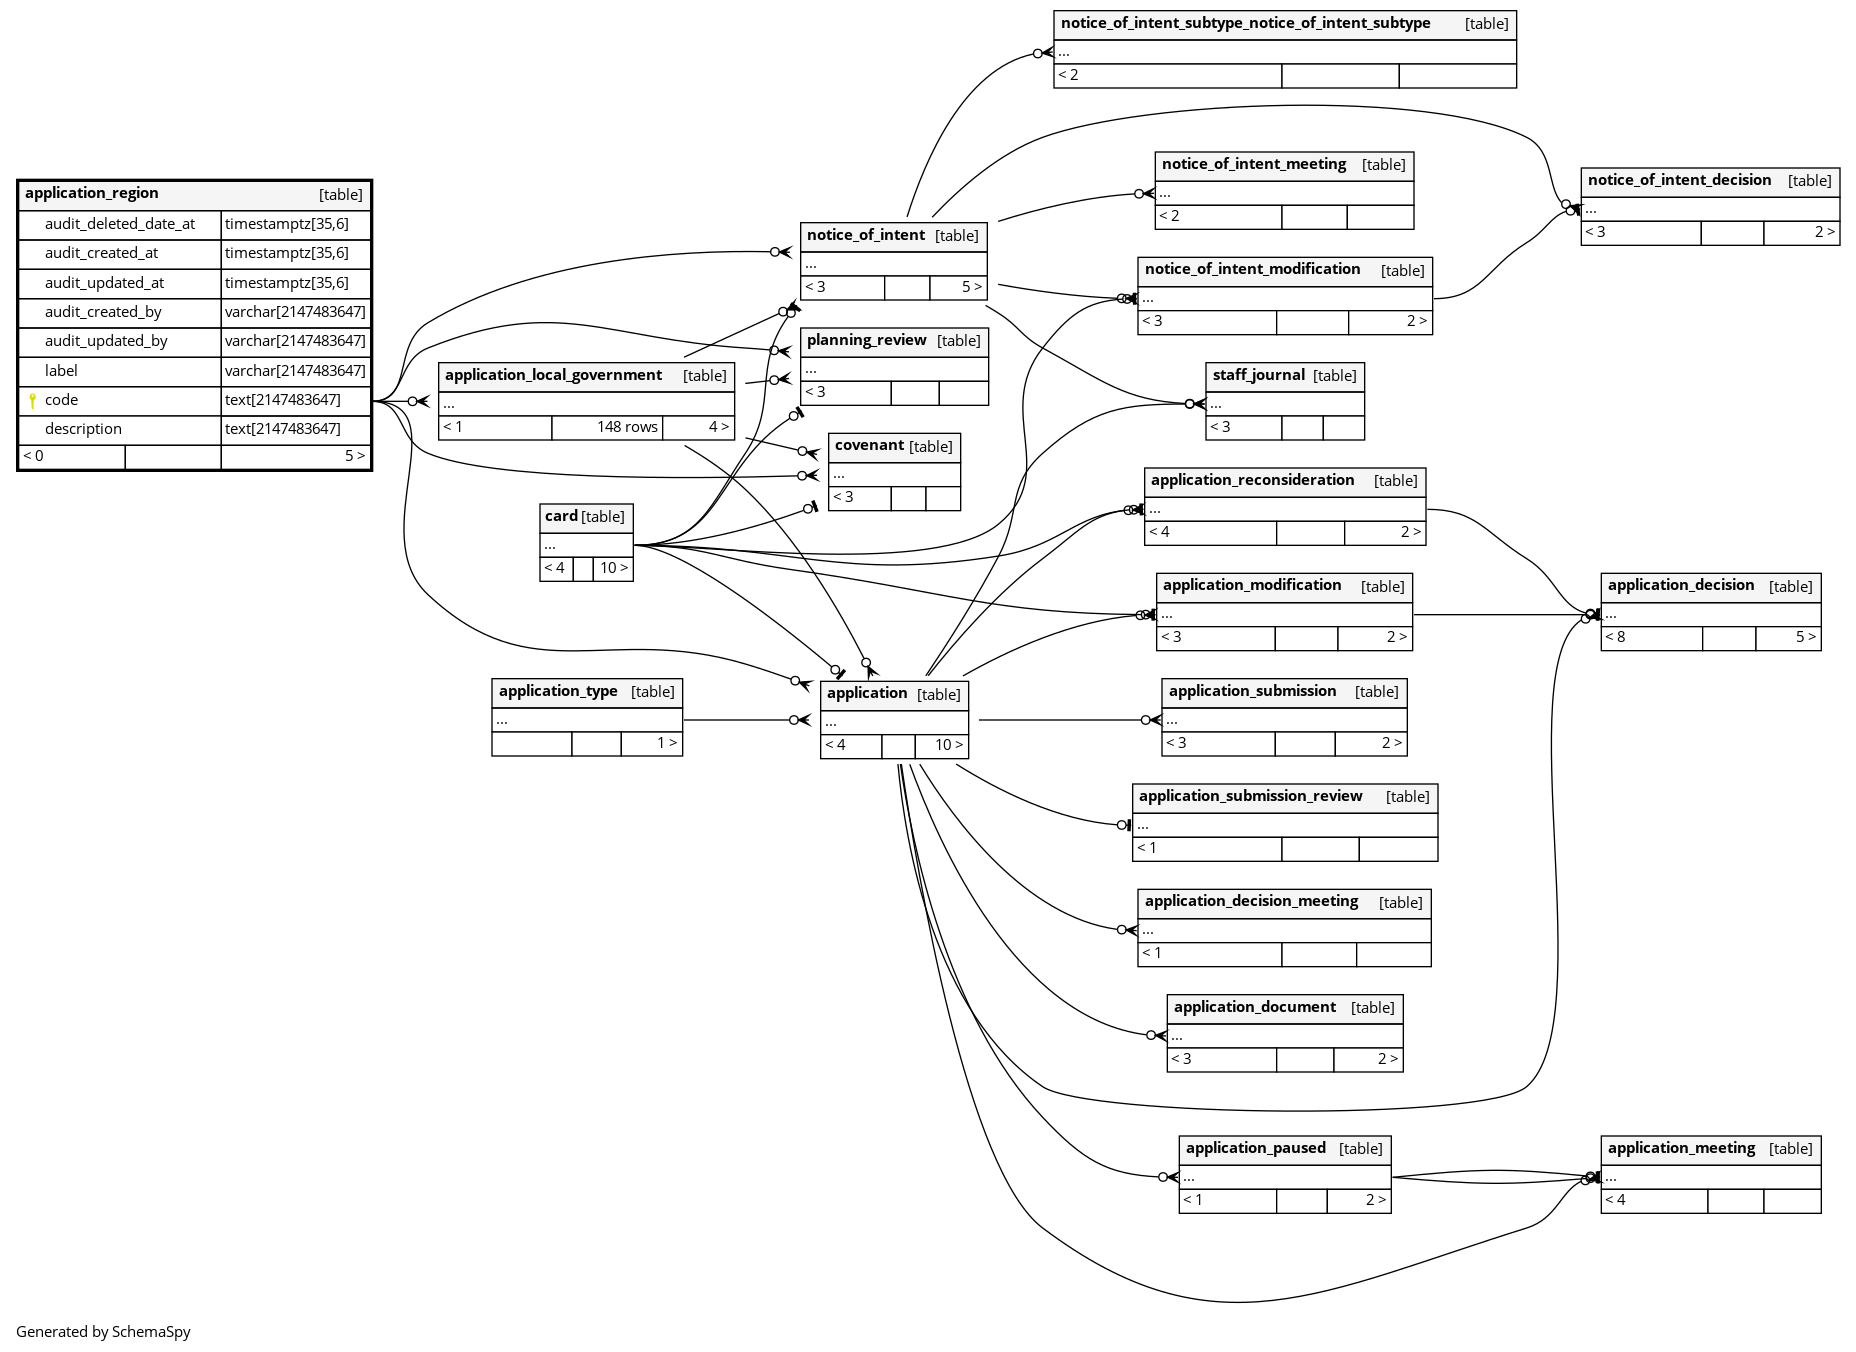 notice_of_intent_subtype_notice_of_intent_subtype [table]
...
< 2
notice_of_intent_meeting [table]
...
< 2
notice_of_intent_decision [table]
...
< 3 2 >
application_region [table]
audit_deleted_date_at timestamptz[35,6]
audit_created_at timestamptz[35,6]
audit_updated_at timestamptz[35,6]
audit_created_by varchar[2147483647]
audit_updated_by varchar[2147483647]
label varchar[2147483647]
code text[2147483647]
description text[2147483647]
< 0 5 >
notice_of_intent [table]
...
< 3 5 >
notice_of_intent_modification [table]
...
< 3 2 >
planning_review [table]
...
< 3
application_local_government [table]
...
< 1 148 rows 4 >
staff_journal [table]
...
< 3
covenant [table]
...
< 3
application_reconsideration [table]
...
< 4 2 >
card [table]
...
< 4 10 >
application_modification [table]
...
< 3 2 >
application_decision [table]
...
< 8 5 >
application_type [table]
...
1 >
application [table]
...
< 4 10 >
application_submission [table]
...
< 3 2 >
application_submission_review [table]
...
< 1
application_decision_meeting [table]
...
< 1
application_document [table]
...
< 3 2 >
application_paused [table]
...
< 1 2 >
application_meeting [table]
...
< 4
Generated by SchemaSpy